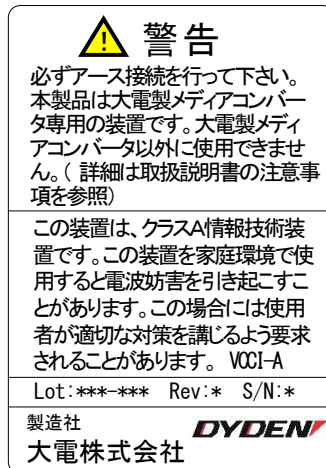 警告
必ずアース接続を行って下さい。
本製品は大電製メディアコンバー
タ専用の装置です。大電製メディ
アコンバータ以外に使用できませ
ん。( 詳細は取扱説明書の注意事
項を参照)
この装置は、クラスA情報技術装
置です。この装置を家庭環境で使
用すると電波妨害を引き起こすこ
とがあります。この場合には使用
者が適切な対策を講じるよう要求
されることがあります。 VCCI-A
Lot:***-*** Rev:* S/N:*
製造社
DYDEN
大電株式会社